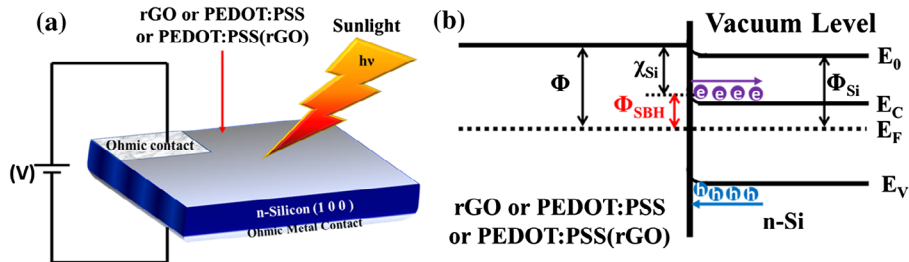 (a)
rGO or PEDOT:PSS
or PEDOT:PSS(rGO)
Sunlight
hν
Ohmic contact
(V)
n-Silicon (1 0 0)
Ohmic Metal Contact
(b)
Vacuum Level
E0
χSi
Φ
ΦSi
e e e e
EC
ΦSBH
EF
EV
h h h h
n-Si
rGO or PEDOT:PSS
or PEDOT:PSS(rGO)